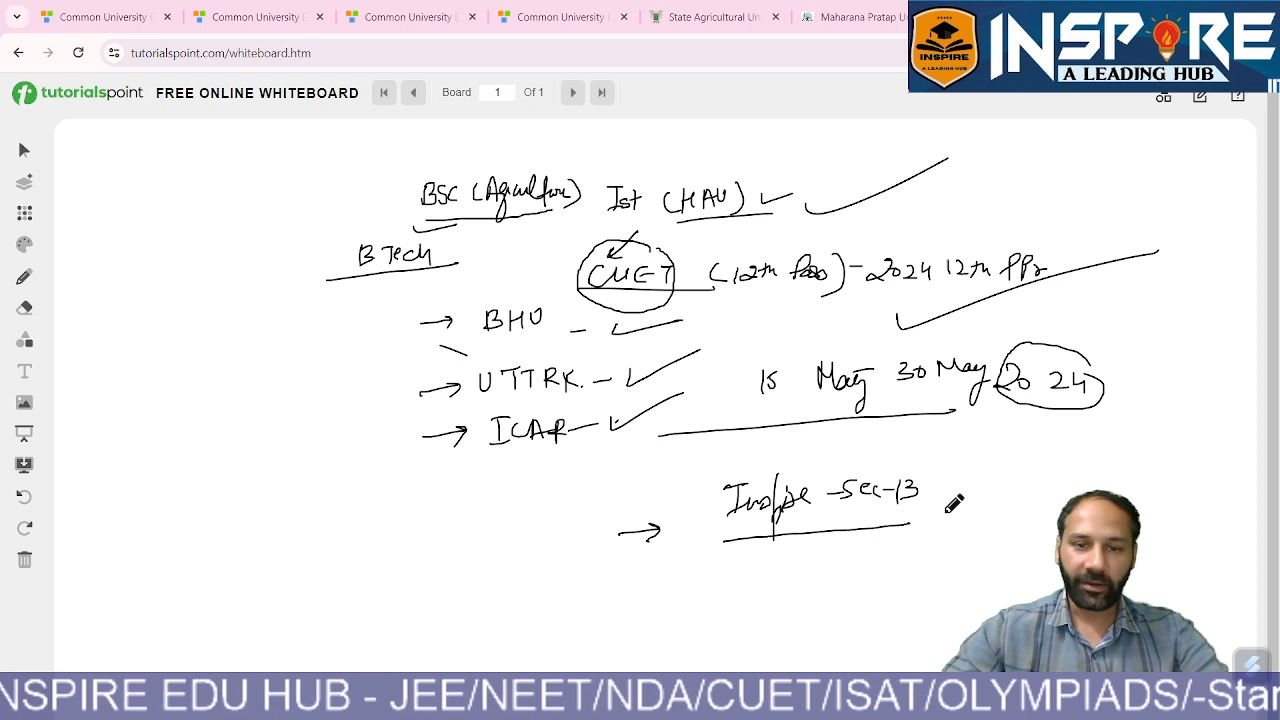 Common University
Common University
Common University E
Common University E
State Agricultural
Maharana Pratap U
tutorialspoint.com
rd.htm
INSPIRE
INSPIRE
A LEADING HUB
tutorialspoint FREE ONLINE WHITEBOARD Board 1 Of 1
BSC (Agriculture) Ist (HAU)
B Tech
CUET (12th Pass) - 2024 12th PPr
→ BHU -
→ UTTRK. -
15 May 30 May 2024
→ ICAR -
→ Inspire - Sec-13
NSPIRE EDU HUB - JEE/NEET/NDA/CUET/ISAT/OLYMPIADS/-Star